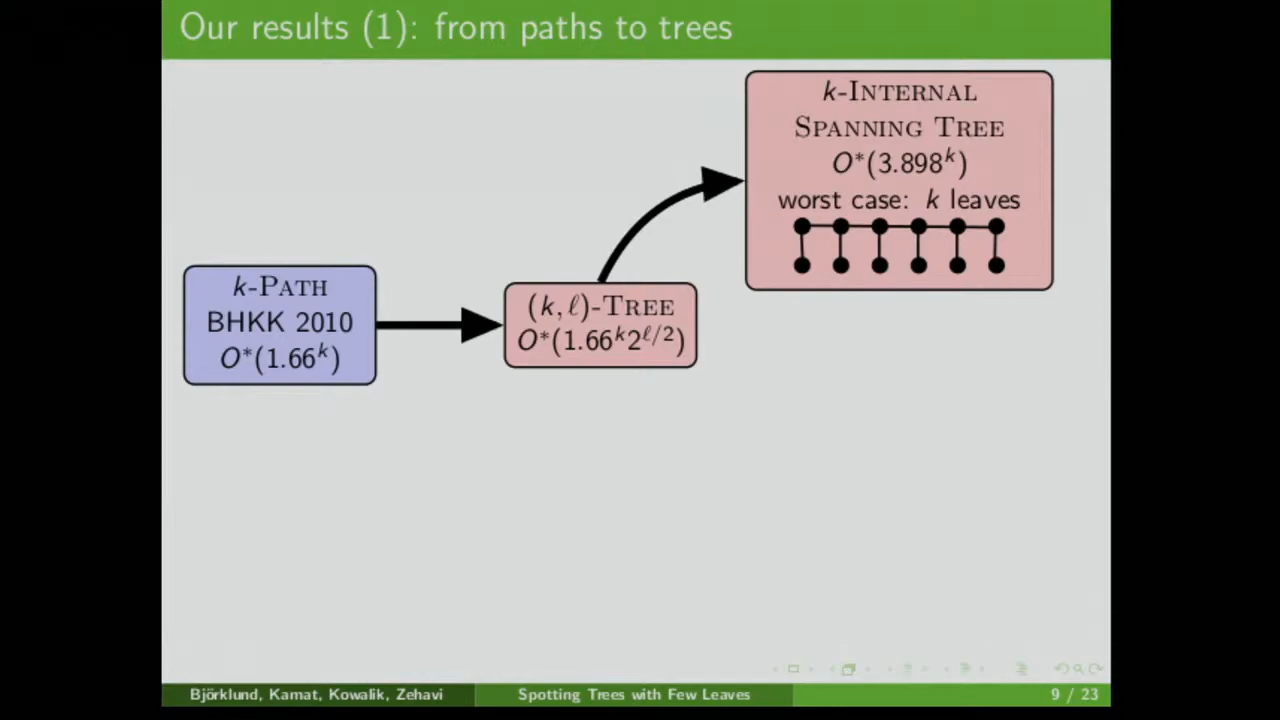 Our results (1): from paths to trees
k-Internal
Spanning Tree
O*(3.898^k)
worst case: k leaves
k-Path
BHKK 2010
O*(1.66^k)
(k, ℓ)-Tree
O*(1.66^k 2^{ℓ/2})
Björklund, Kamat, Kowalik, Zehavi
Spotting Trees with Few Leaves
9 / 23